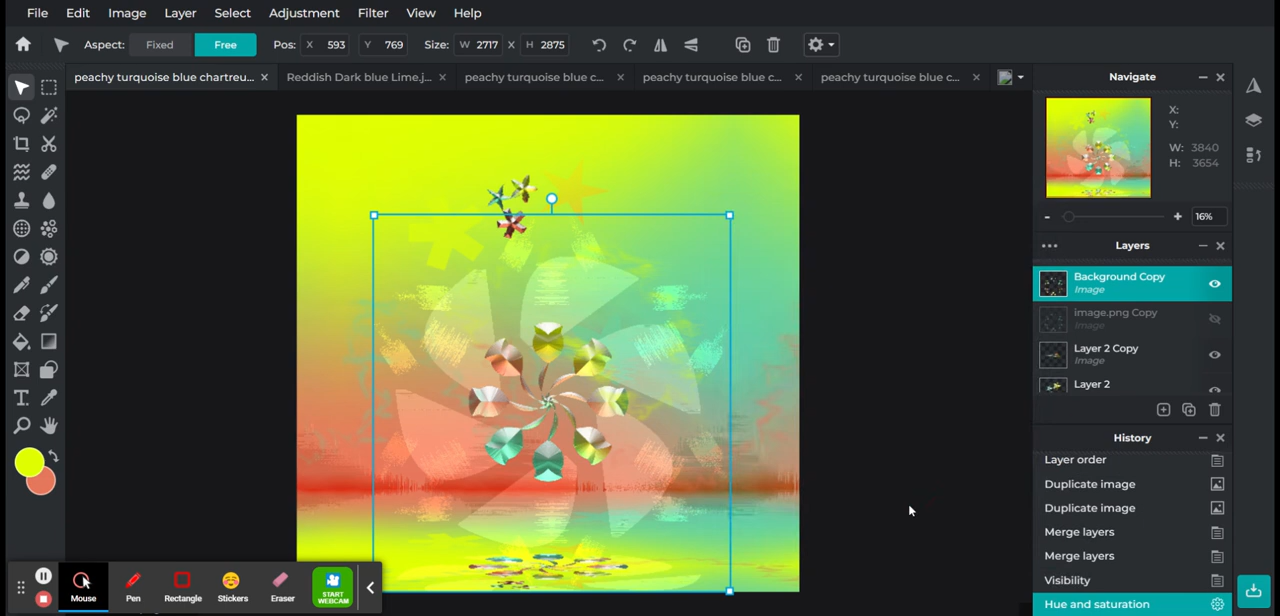 File Edit Image Layer Select Adjustment Filter View Help
Aspect: Fixed Free Pos: X 593 Y 769 Size: W 2717 X H 2875
peachy turquoise blue chartreu... Reddish Dark blue Lime.j... peachy turquoise blue c... peachy turquoise blue c... peachy turquoise blue c...
Navigate
X:
Y:
W: 3840
H: 3654
- + 16%
Layers
Background Copy
Image
image.png Copy
Image
Layer 2 Copy
Image
Layer 2
History
Layer order
Duplicate image
Duplicate image
Merge layers
Merge layers
Visibility
Hue and saturation
Mouse Pen Rectangle Stickers Eraser START
WEBCAM